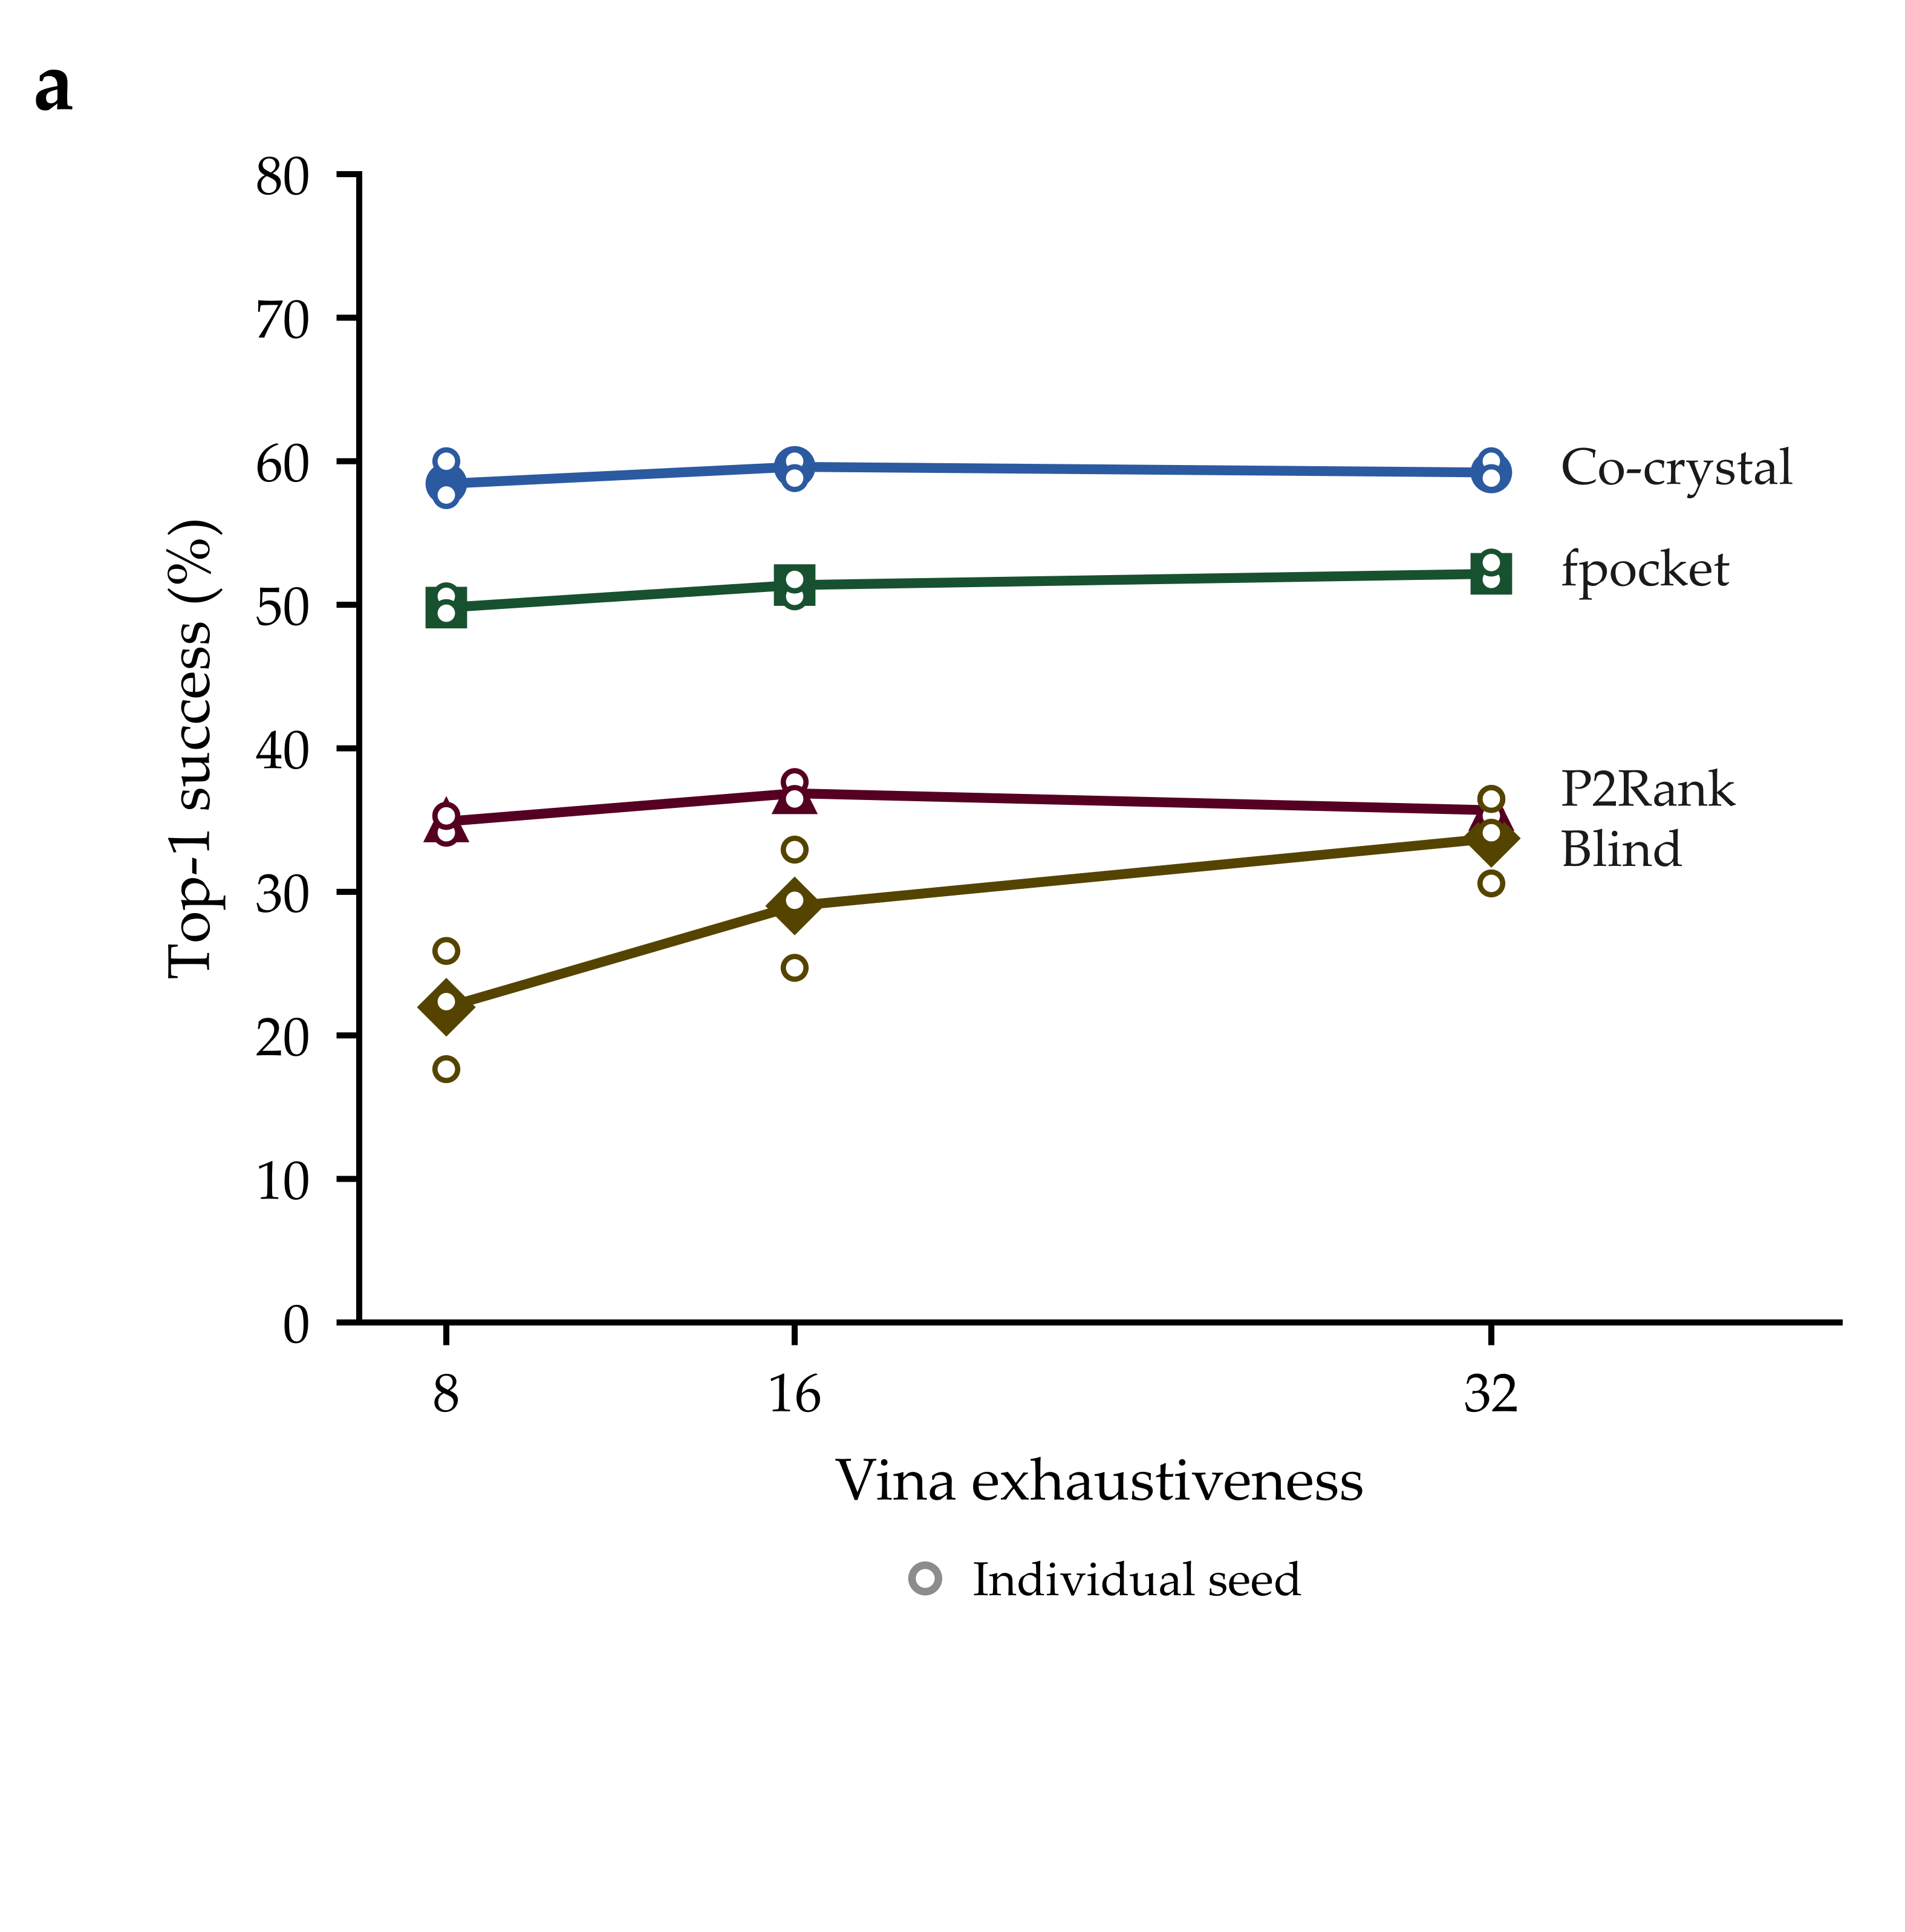 a
Top-1 success (%)
80
70
60
50
40
30
20
10
0
Co-crystal
fpocket
P2Rank
Blind
8 16 32
Vina exhaustiveness
Individual seed